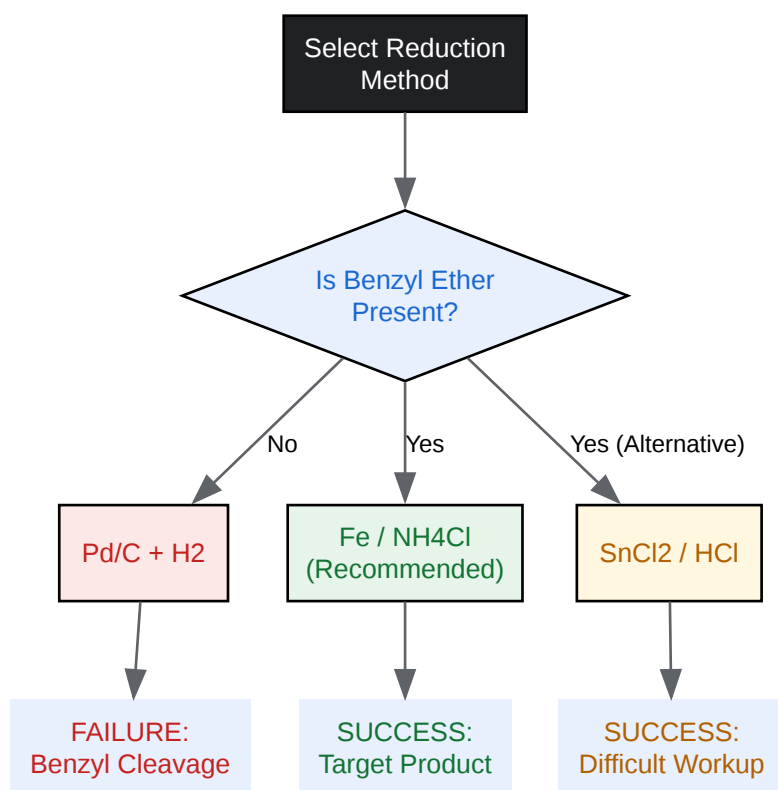 Select Reduction
Method
Is Benzyl Ether
Present?
No
Yes
Yes (Alternative)
Pd/C + H2
Fe / NH4Cl
(Recommended)
SnCl2 / HCl
FAILURE:
Benzyl Cleavage
SUCCESS:
Target Product
SUCCESS:
Difficult Workup